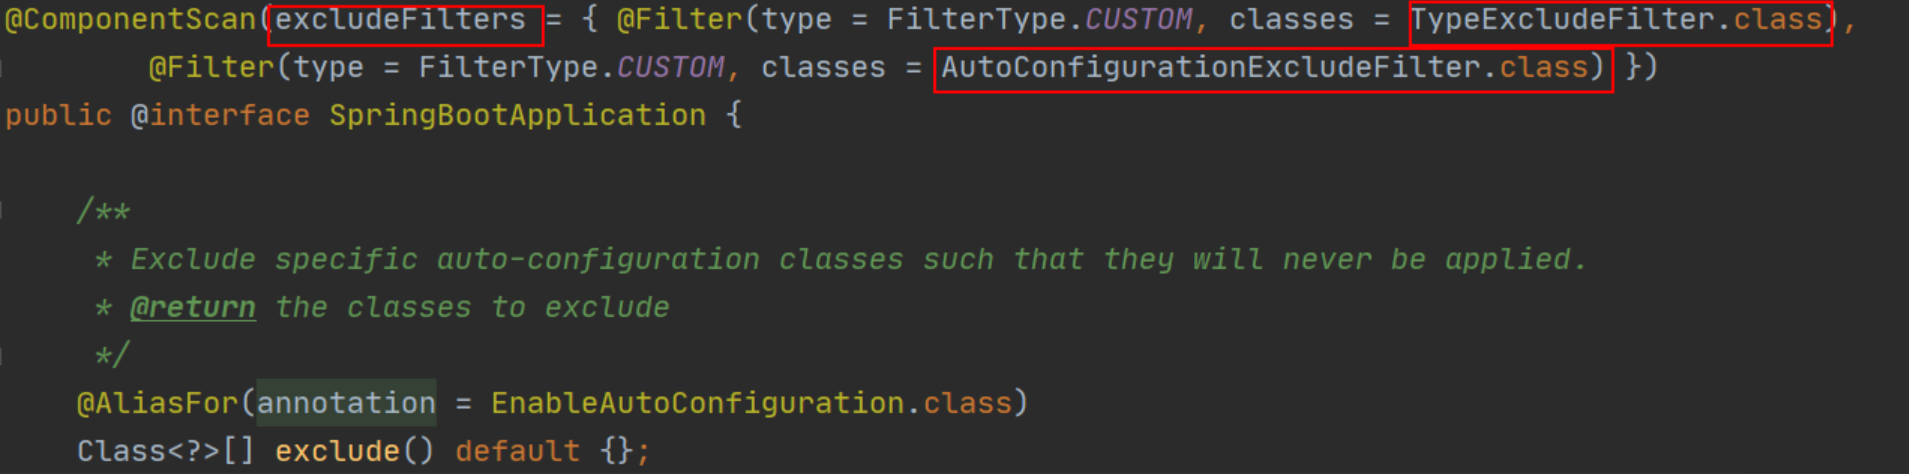 @ComponentScan(excludeFilters = { @Filter(type = FilterType.CUSTOM, classes = TypeExcludeFilter.class),
@Filter(type = FilterType.CUSTOM, classes = AutoConfigurationExcludeFilter.class) })
public @interface SpringBootApplication {
/**
* Exclude specific auto-configuration classes such that they will never be applied.
* @return the classes to exclude
*/
@AliasFor(annotation = EnableAutoConfiguration.class)
Class<?>[] exclude() default {};